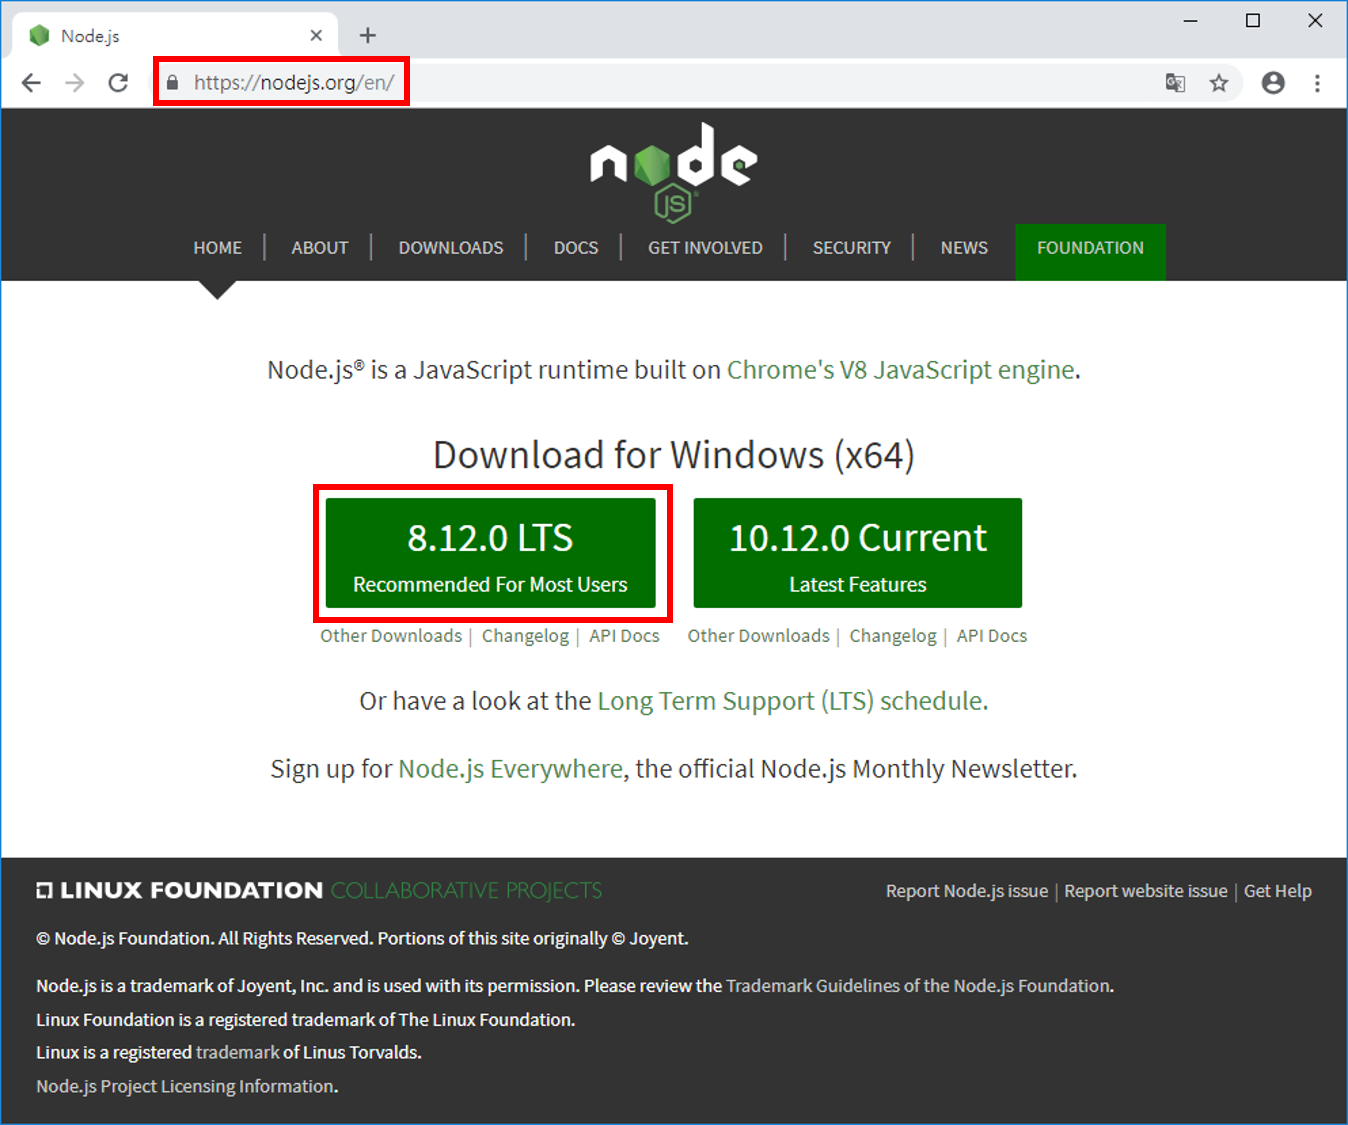 Node.js
https://nodejs.org/en/
node
JS
HOME | ABOUT | DOWNLOADS | DOCS | GET INVOLVED | SECURITY | NEWS FOUNDATION
Node.js® is a JavaScript runtime built on Chrome's V8 JavaScript engine.
Download for Windows (x64)
8.12.0 LTS
Recommended For Most Users
10.12.0 Current
Latest Features
Other Downloads | Changelog | API Docs
Other Downloads | Changelog | API Docs
Or have a look at the Long Term Support (LTS) schedule.
Sign up for Node.js Everywhere, the official Node.js Monthly Newsletter.
LINUX FOUNDATION COLLABORATIVE PROJECTS
Report Node.js issue | Report website issue | Get Help
© Node.js Foundation. All Rights Reserved. Portions of this site originally © Joyent.
Node.js is a trademark of Joyent, Inc. and is used with its permission. Please review the Trademark Guidelines of the Node.js Foundation.
Linux Foundation is a registered trademark of The Linux Foundation.
Linux is a registered trademark of Linus Torvalds.
Node.js Project Licensing Information.